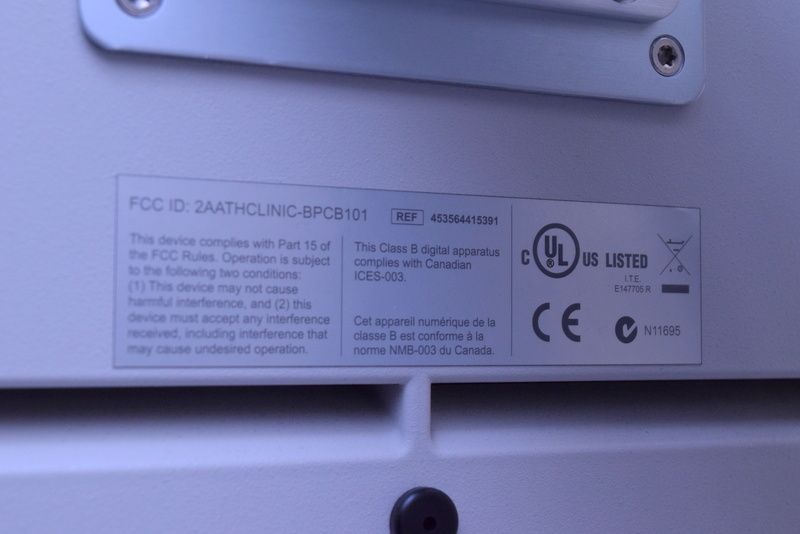 FCC ID: 2AATHCLINIC-BPCB101
REF 453564415391
This device complies with Part 15 of
the FCC Rules. Operation is subject
to the following two conditions:
(1) This device may not cause
harmful interference, and (2) this
device must accept any interference
received, including interference that
may cause undesired operation.
This Class B digital apparatus
complies with Canadian
ICES-003.
Cet appareil numérique de la
classe B est conforme à la
norme NMB-003 du Canada.
C UL ® US LISTED
I.T.E.
E147705 R
CE
N11695